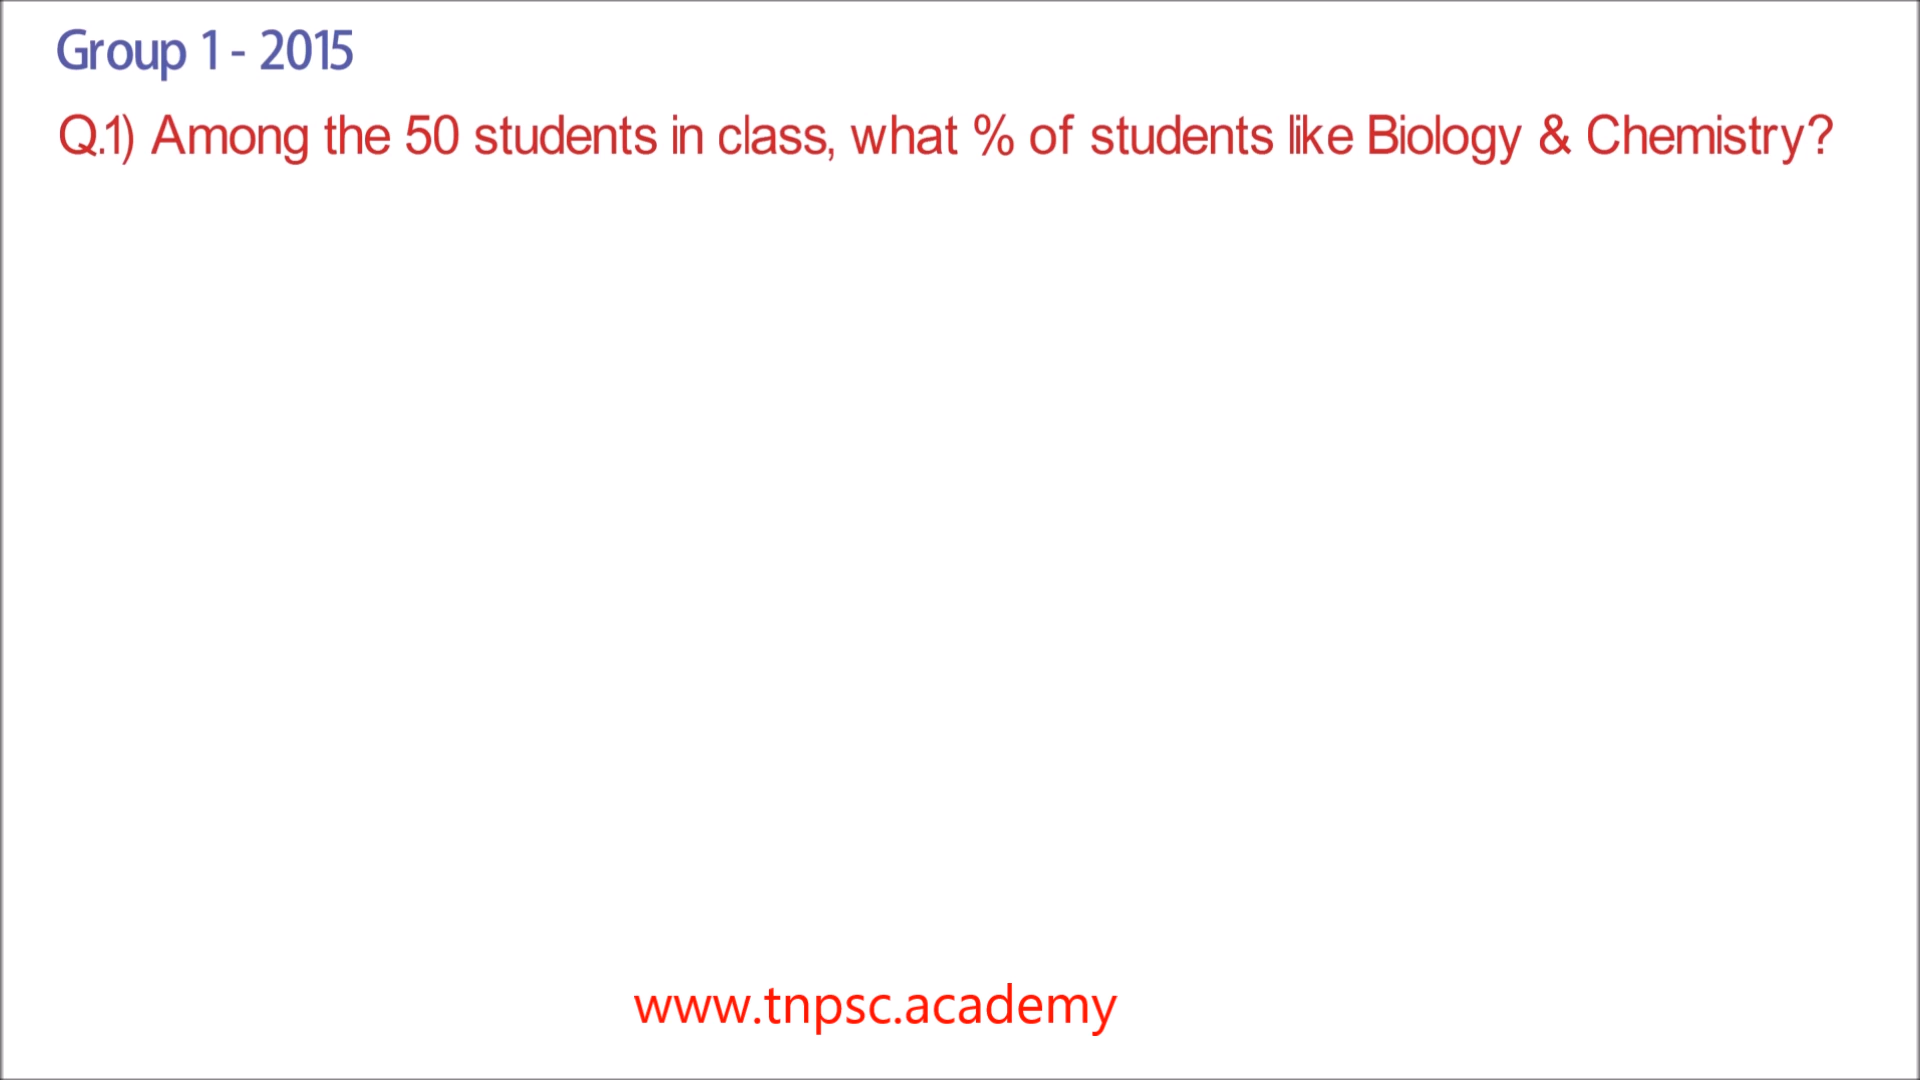 Group 1 - 2015
Q.1) Among the 50 students in class, what % of students like Biology & Chemistry?
www.tnpsc.academy